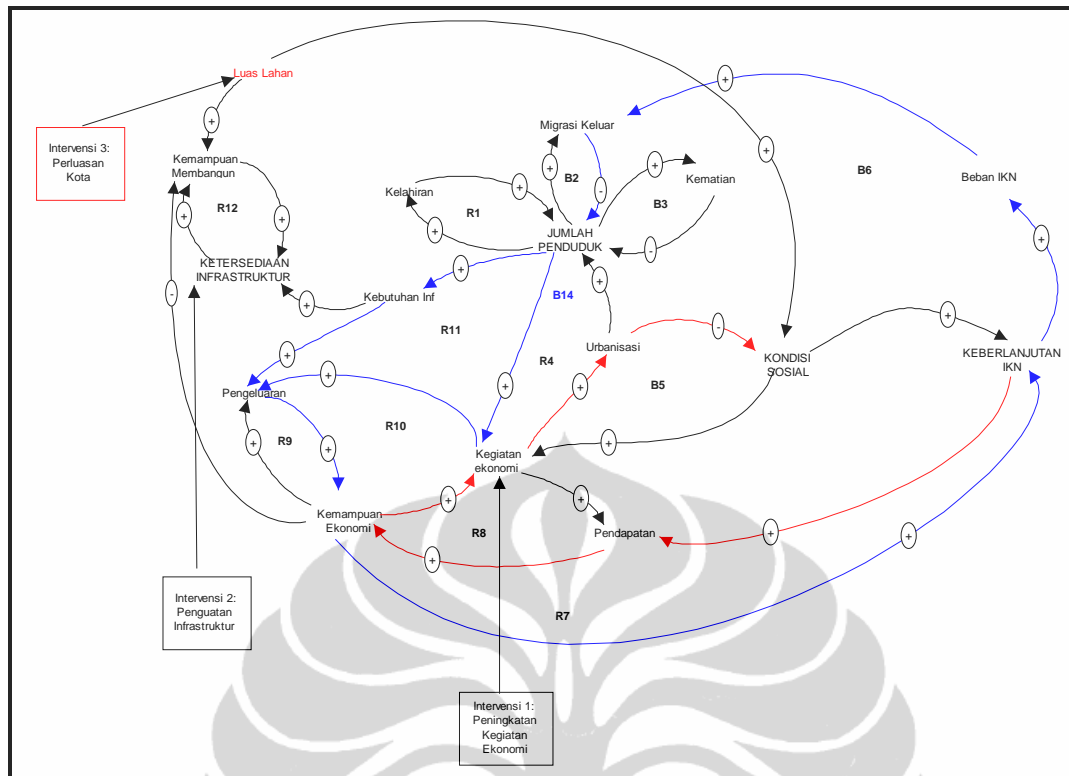 Luas Lahan
+
+
Intervensi 3:
Perluasan
Kota
Kemampuan
Membangun
+
R12
+
KETERSEDIAAN
INFRASTRUKTUR
-
+
Migrasi Keluar
+
B2
-
+
B3
-
Kematian
Kelahiran
+
R1
+
JUMLAH
PENDUDUK
+
+
B6
Beban IKN
+
+
Kebutuhan Inf
B14
R11
+
R4
Urbanisasi
-
B5
KONDISI
SOSIAL
+
KEBERLANJUTAN
IKN
+
+
Pengeluaran
R10
+
R9
+
+
+
Kegiatan
ekonomi
+
+
Kemampuan
Ekonomi
R8
Pendapatan
+
+
+
R7
Intervensi 2:
Penguatan
Infrastruktur
Intervensi 1:
Peningkatan
Kegiatan
Ekonomi